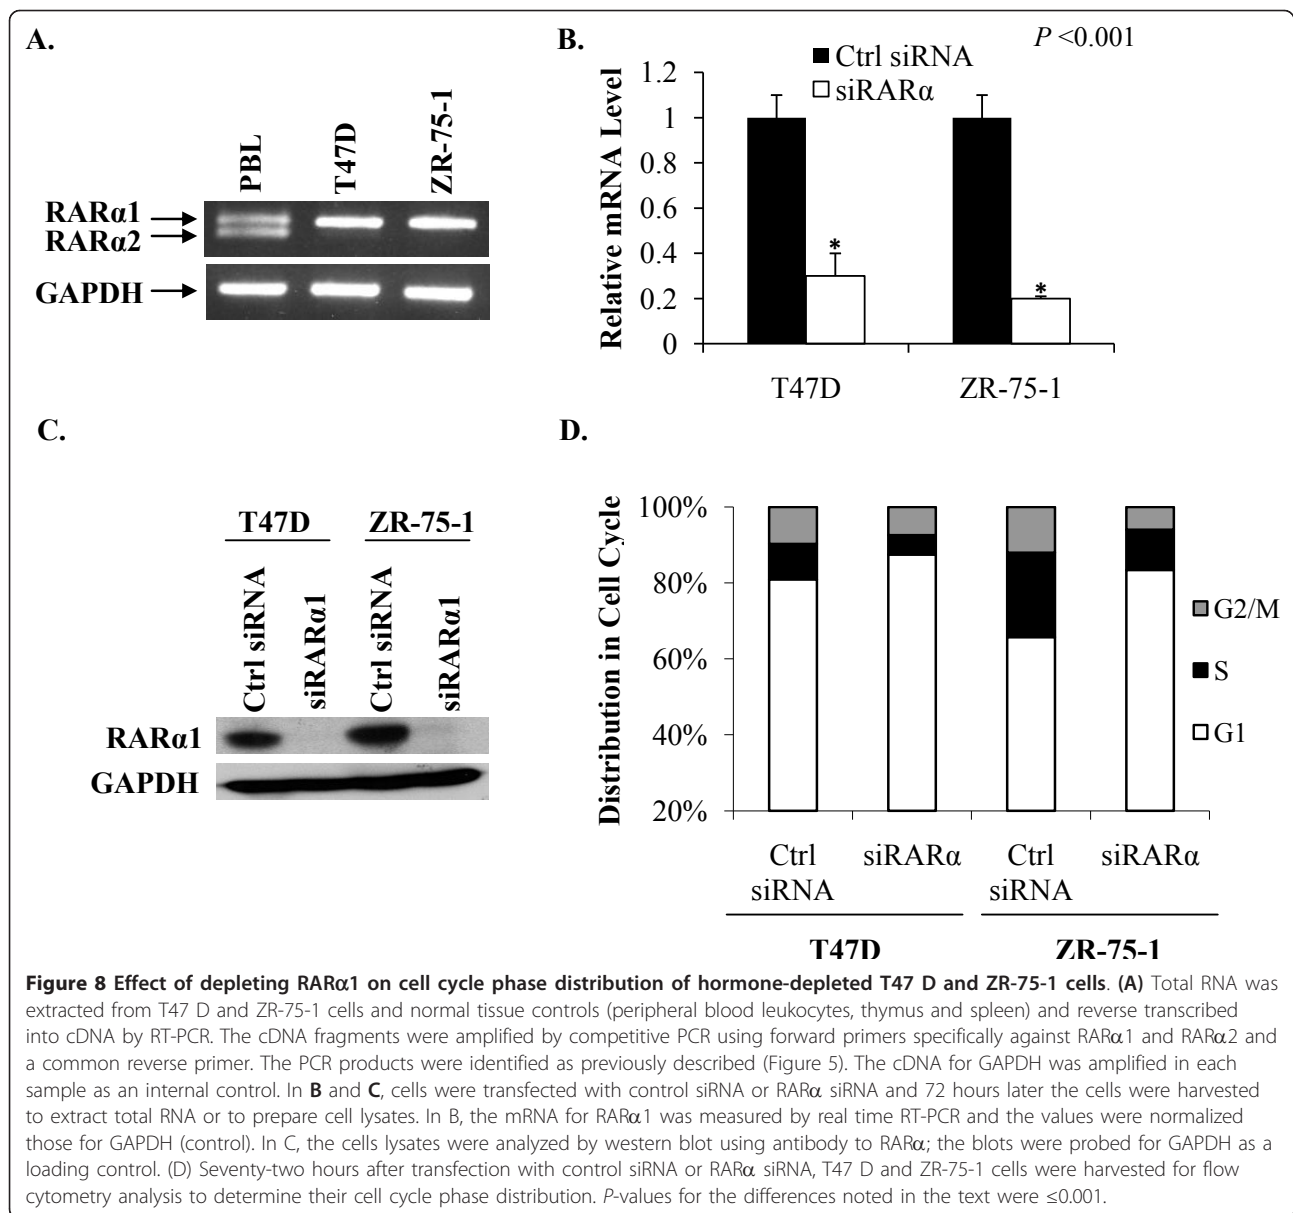 A.
PBL
T47D
ZR-75-1
RARα1
RARα2
GAPDH
B.
P <0.001
Ctrl siRNA
siRARα
Relative mRNA Level
1.2
1
0.8
0.6
0.4
0.2
0
*
*
T47D
ZR-75-1
C.
T47D
ZR-75-1
Ctrl siRNA
siRARα1
Ctrl siRNA
siRARα1
RARα1
GAPDH
D.
Distribution in Cell Cycle
100%
80%
60%
40%
20%
G2/M
S
G1
Ctrl
siRNA
siRARα
Ctrl
siRNA
siRARα
T47D
ZR-75-1
Figure 8 Effect of depleting RARα1 on cell cycle phase distribution of hormone-depleted T47 D and ZR-75-1 cells. (A) Total RNA was
extracted from T47 D and ZR-75-1 cells and normal tissue controls (peripheral blood leukocytes, thymus and spleen) and reverse transcribed
into cDNA by RT-PCR. The cDNA fragments were amplified by competitive PCR using forward primers specifically against RARα1 and RARα2 and
a common reverse primer. The PCR products were identified as previously described (Figure 5). The cDNA for GAPDH was amplified in each
sample as an internal control. In B and C, cells were transfected with control siRNA or RARα siRNA and 72 hours later the cells were harvested
to extract total RNA or to prepare cell lysates. In B, the mRNA for RARα1 was measured by real time RT-PCR and the values were normalized
those for GAPDH (control). In C, the cells lysates were analyzed by western blot using antibody to RARα; the blots were probed for GAPDH as a
loading control. (D) Seventy-two hours after transfection with control siRNA or RARα siRNA, T47 D and ZR-75-1 cells were harvested for flow
cytometry analysis to determine their cell cycle phase distribution. P-values for the differences noted in the text were ≤0.001.